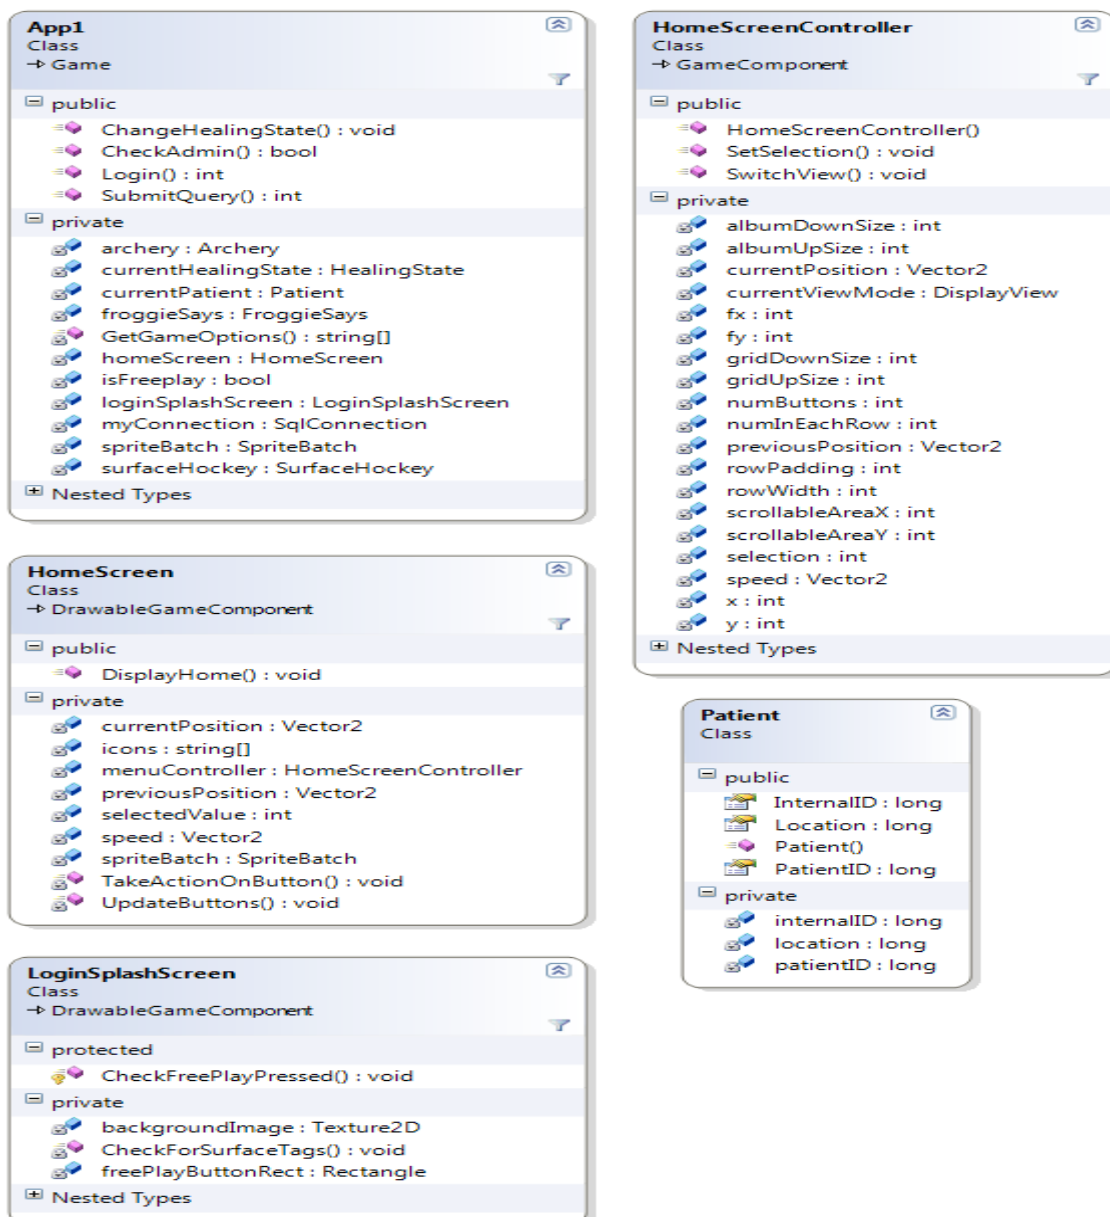 App1
Class
Game
public
ChangeHealingState() : void
CheckAdmin() : bool
Login() : int
SubmitQuery() : int
private
archery : Archery
currentHealingState : HealingState
currentPatient : Patient
froggieSays : FroggieSays
GetGameOptions() : string[]
homeScreen : HomeScreen
isFreeplay : bool
loginSplashScreen : LoginSplashScreen
myConnection : SqlConnection
spriteBatch : SpriteBatch
surfaceHockey : SurfaceHockey
Nested Types
HomeScreen
Class
DrawableGameComponent
public
DisplayHome() : void
private
currentPosition : Vector2
icons : string[]
menuController : HomeScreenController
previousPosition : Vector2
selectedValue : int
speed : Vector2
spriteBatch : SpriteBatch
TakeActionOnButton() : void
UpdateButtons() : void
LoginSplashScreen
Class
DrawableGameComponent
protected
CheckFreePlayPressed() : void
private
backgroundImage : Texture2D
CheckForSurfaceTags() : void
freePlayButtonRect : Rectangle
Nested Types
HomeScreenController
Class
GameComponent
public
HomeScreenController()
SetSelection() : void
SwitchView() : void
private
albumDownSize : int
albumUpSize : int
currentPosition : Vector2
currentViewMode : DisplayView
fx : int
fy : int
gridDownSize : int
gridUpSize : int
numButtons : int
numInEachRow : int
previousPosition : Vector2
rowPadding : int
rowWidth : int
scrollableAreaX : int
scrollableAreaY : int
selection : int
speed : Vector2
x : int
y : int
Nested Types
Patient
Class
public
InternalID : long
Location : long
Patient()
PatientID : long
private
internalID : long
location : long
patientID : long